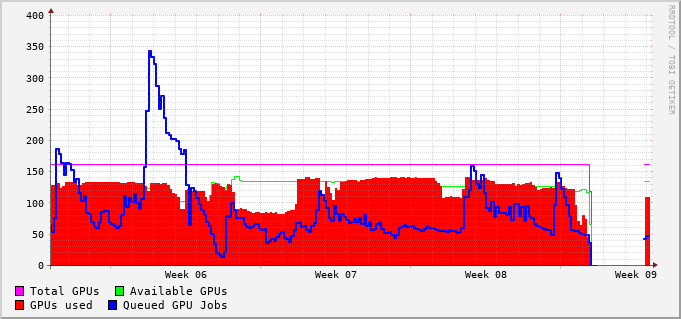 400
350
300
250
200
150
100
50
0
Week 06 Week 07 Week 08 Week 09
Total GPUs Available GPUs
GPUs used Queued GPU Jobs
RRDTOOL / TOBI OETIKER